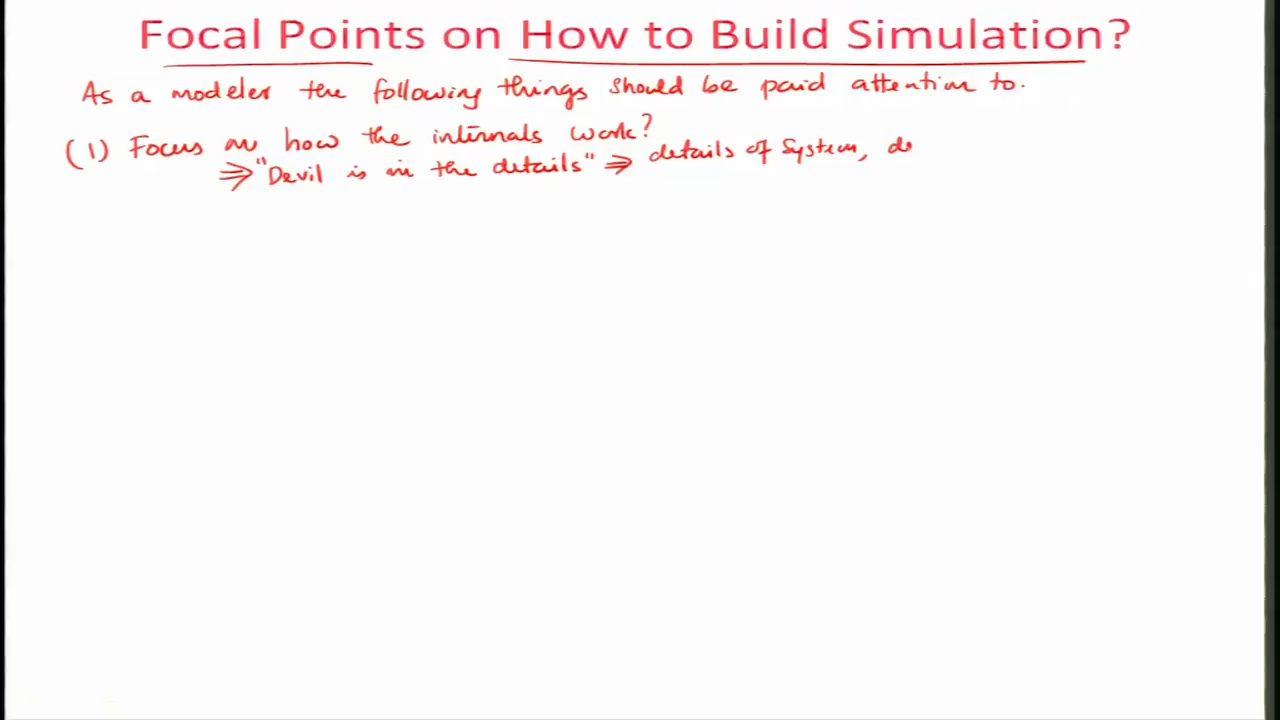 Focal Points on How to Build Simulation?
As a modeler the following things should be paid attention to.
(1) Focus on how the internals work?
⇒ "Devil is in the details" ⇒ details of System, de